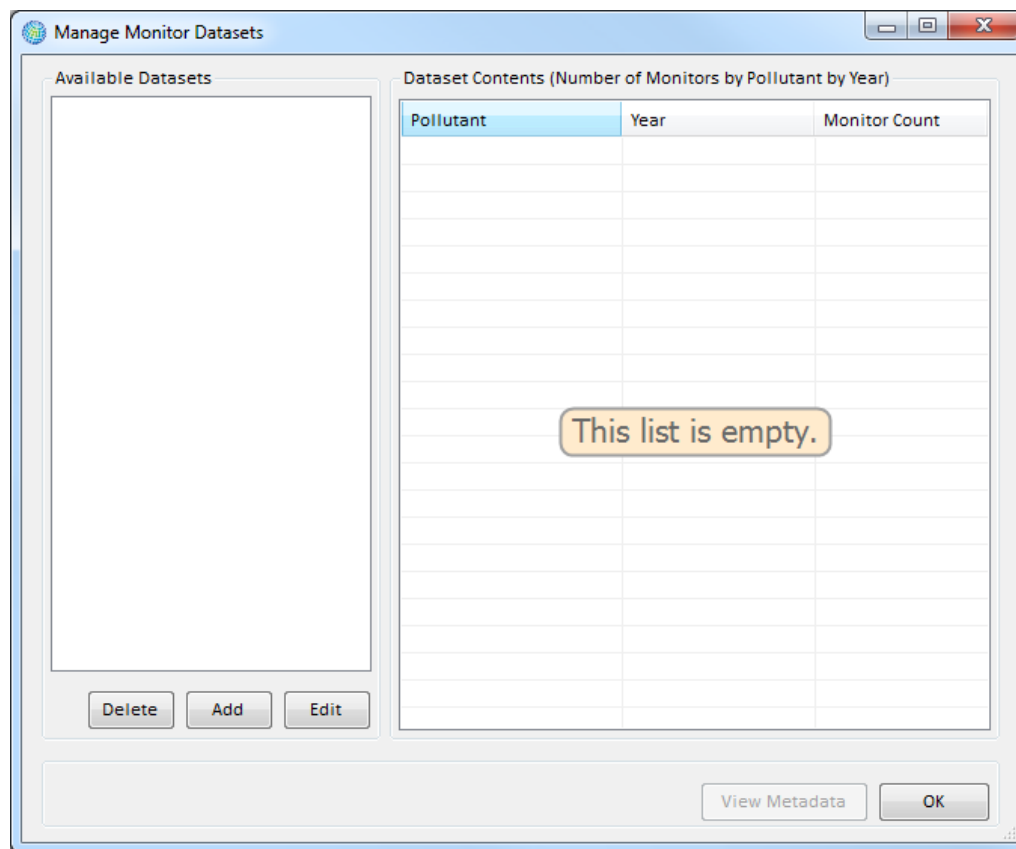 Manage Monitor Datasets
Available Datasets
Dataset Contents (Number of Monitors by Pollutant by Year)
Pollutant Year Monitor Count
This list is empty.
Delete Add Edit
View Metadata OK